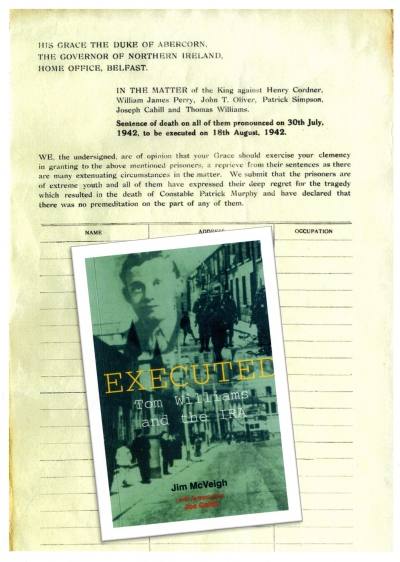 HIS GRACE THE DUKE OF ABERCORN,
THE GOVERNOR OF NORTHERN IRELAND,
HOME OFFICE, BELFAST.
IN THE MATTER of the King against Henry Cordner,
William James Perry, John T. Oliver, Patrick Simpson,
Joseph Cahill and Thomas Williams.
Sentence of death on all of them pronounced on 30th July,
1942, to be executed on 18th August, 1942.
WE, the undersigned, are of opinion that your Grace should exercise your clemency
in granting to the above mentioned prisoners, a reprieve from their sentences as there
are many extenuating circumstances in the matter. We submit that the prisoners are
of extreme youth and all of them have expressed their deep regret for the tragedy
which resulted in the death of Constable Patrick Murphy and have declared that
there was no premeditation on the part of any of them.
NAME ADDRESS OCCUPATION
EXECUTED
Tom Williams
and the IRA
Jim McVeigh
Joe Cahill